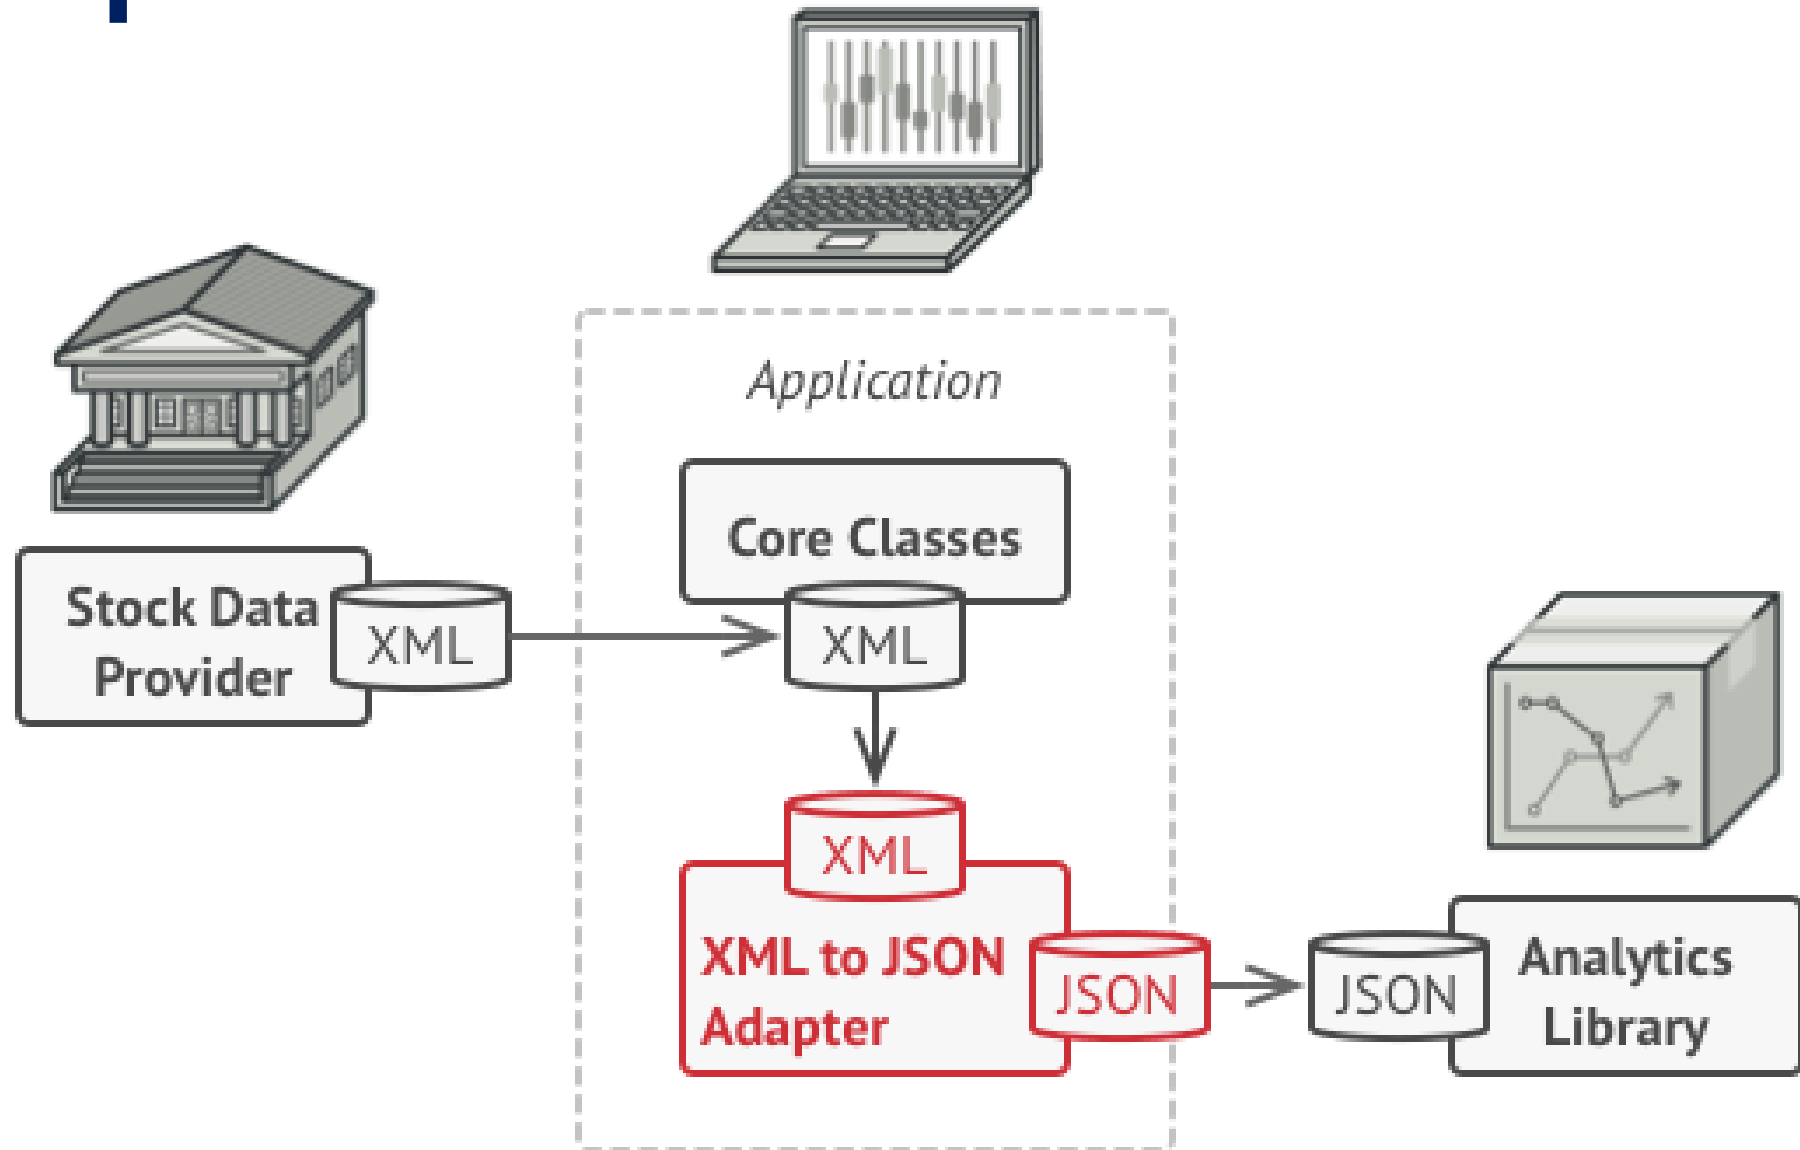 Application
Core Classes
Stock Data
Provider
XML
XML
XML
XML to JSON
Adapter
JSON
JSON
Analytics
Library